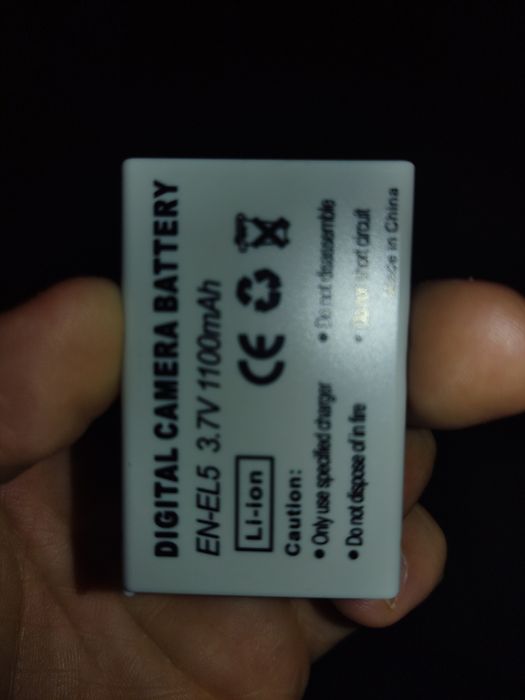 DIGITAL CAMERA BATTERY
EN-EL5 3.7V 1100mAh
Li-ion
CE
Caution:
● Only use specified charger
● Do not disassemble
● Do not dispose of in fire
● Do not short circuit
Made in China